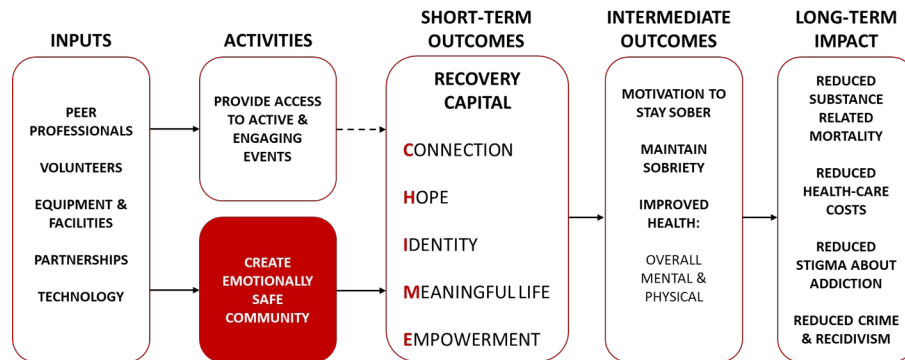 INPUTS
PEER
PROFESSIONALS
VOLUNTEERS
EQUIPMENT &
FACILITIES
PARTNERSHIPS
TECHNOLOGY
ACTIVITIES
PROVIDE ACCESS
TO ACTIVE &
ENGAGING
EVENTS
CREATE
EMOTIONALLY
SAFE
COMMUNITY
SHORT-TERM
OUTCOMES
RECOVERY
CAPITAL
CONNECTION
HOPE
IDENTITY
MEANINGFUL LIFE
EMPOWERMENT
INTERMEDIATE
OUTCOMES
MOTIVATION TO
STAY SOBER
MAINTAIN
SOBRIETY
IMPROVED
HEALTH:
OVERALL
MENTAL &
PHYSICAL
LONG-TERM
IMPACT
REDUCED
SUBSTANCE
RELATED
MORTALITY
REDUCED
HEALTH-CARE
COSTS
REDUCED
STIGMA ABOUT
ADDICTION
REDUCED CRIME
& RECIDIVISM